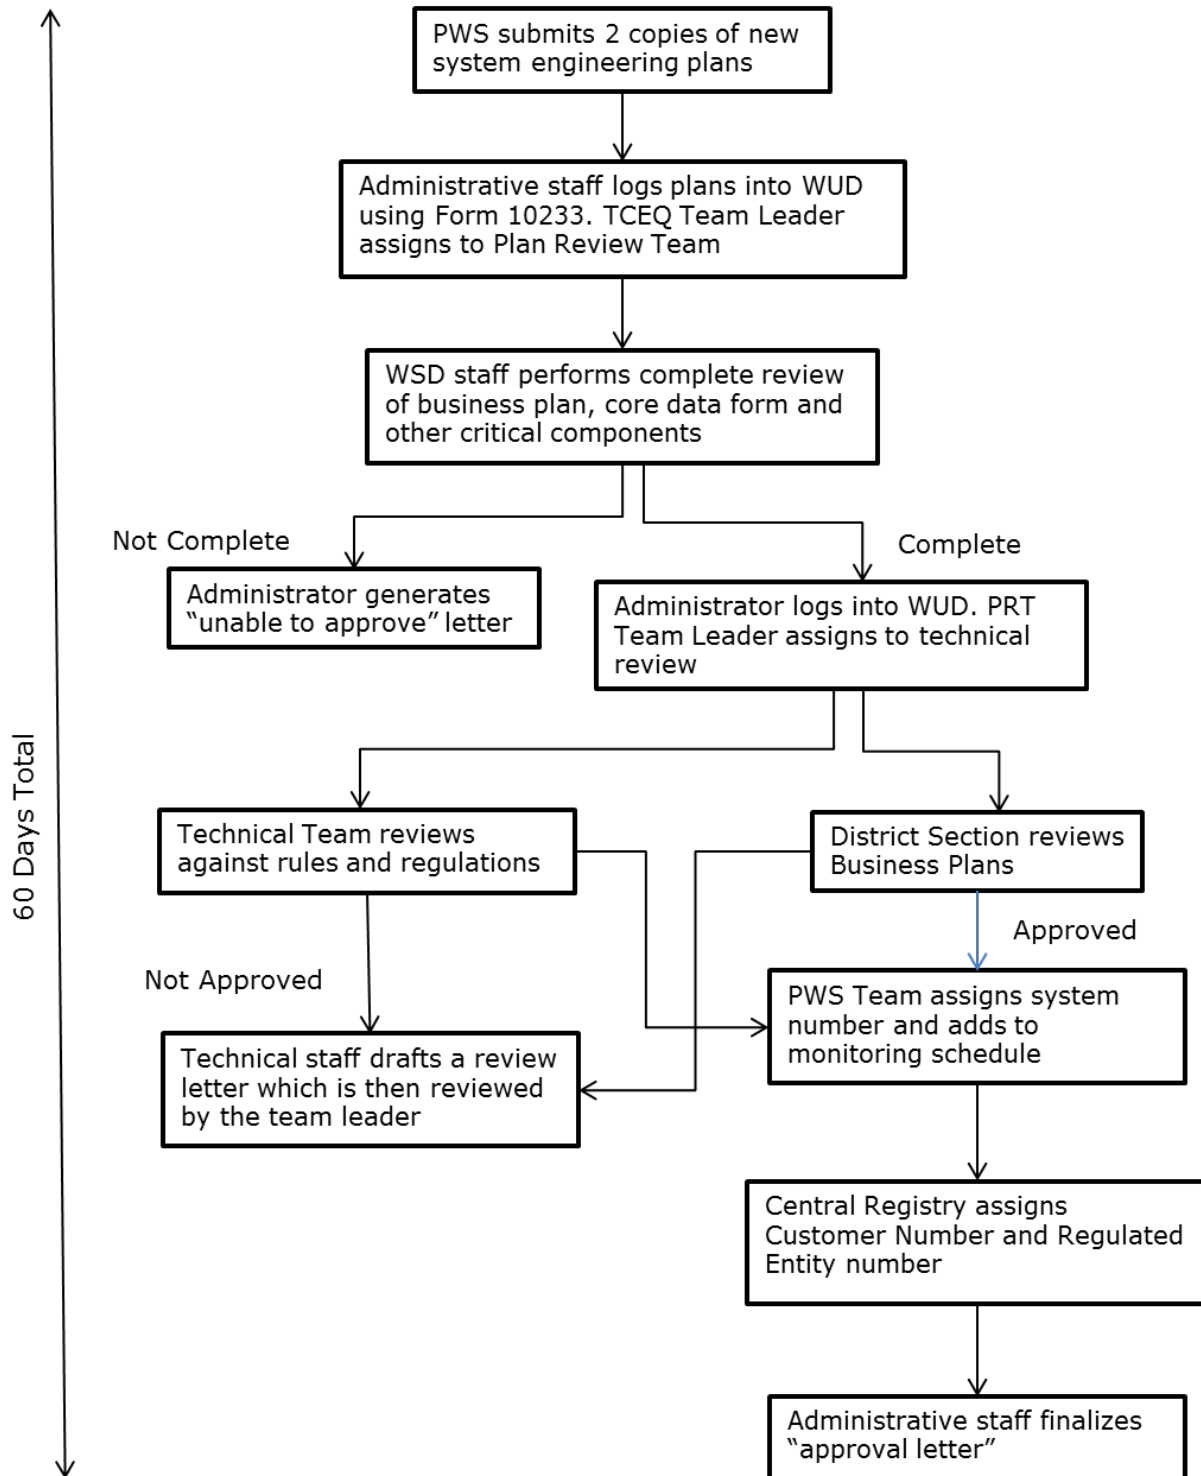 PWS submits 2 copies of new
system engineering plans
Administrative staff logs plans into WUD
using Form 10233. TCEQ Team Leader
assigns to Plan Review Team
WSD staff performs complete review
of business plan, core data form and
other critical components
Not Complete
Complete
Administrator generates
“unable to approve” letter
Administrator logs into WUD. PRT
Team Leader assigns to technical
review
60 Days Total
Technical Team reviews
against rules and regulations
District Section reviews
Business Plans
Approved
Not Approved
PWS Team assigns system
number and adds to
monitoring schedule
Technical staff drafts a review
letter which is then reviewed
by the team leader
Central Registry assigns
Customer Number and Regulated
Entity number
Administrative staff finalizes
“approval letter”